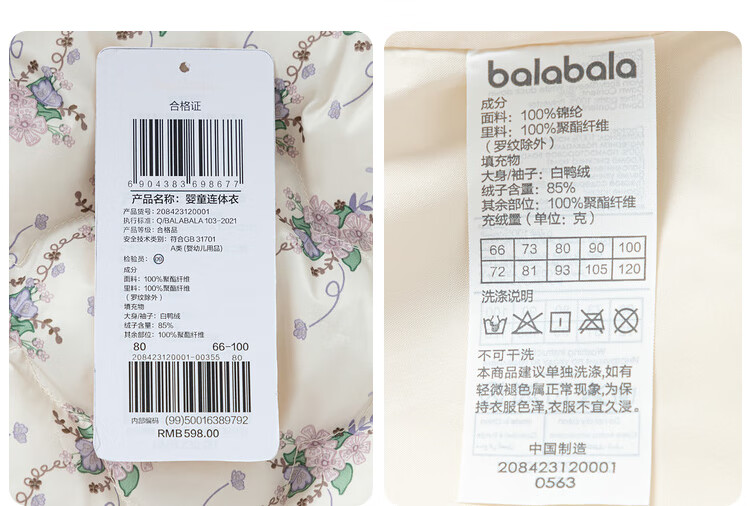 合格证
6 904383 698677
产品名称：婴童连体衣
产品货号：208423120001
执行标准：Q/BALABALA 103-2021
产品等级：合格品
安全技术类别：符合GB 31701
A类 (婴幼儿用品)
检验员：06
成分
面料：100%聚酯纤维
里料：100%聚酯纤维
（罗纹除外）
填充物
大身/袖子：白鸭绒
绒子含量：85%
其余部位：100%聚酯纤维
80 66-100
208423120001-00355 80
内部编码 (99)50016389792
RMB 598.00
balabala
成分
面料：100%锦纶
里料：100%聚酯纤维
（罗纹除外）
填充物
大身/袖子：白鸭绒
绒子含量：85%
其余部位：100%聚酯纤维
充绒量（单位：克）
66 73 80 90 100
72 81 93 105 120
洗涤说明
不可干洗
本商品建议单独洗涤,如有
轻微褪色属正常现象,为保
持衣服色泽,衣服不宜久浸。
中国制造
208423120001
0563